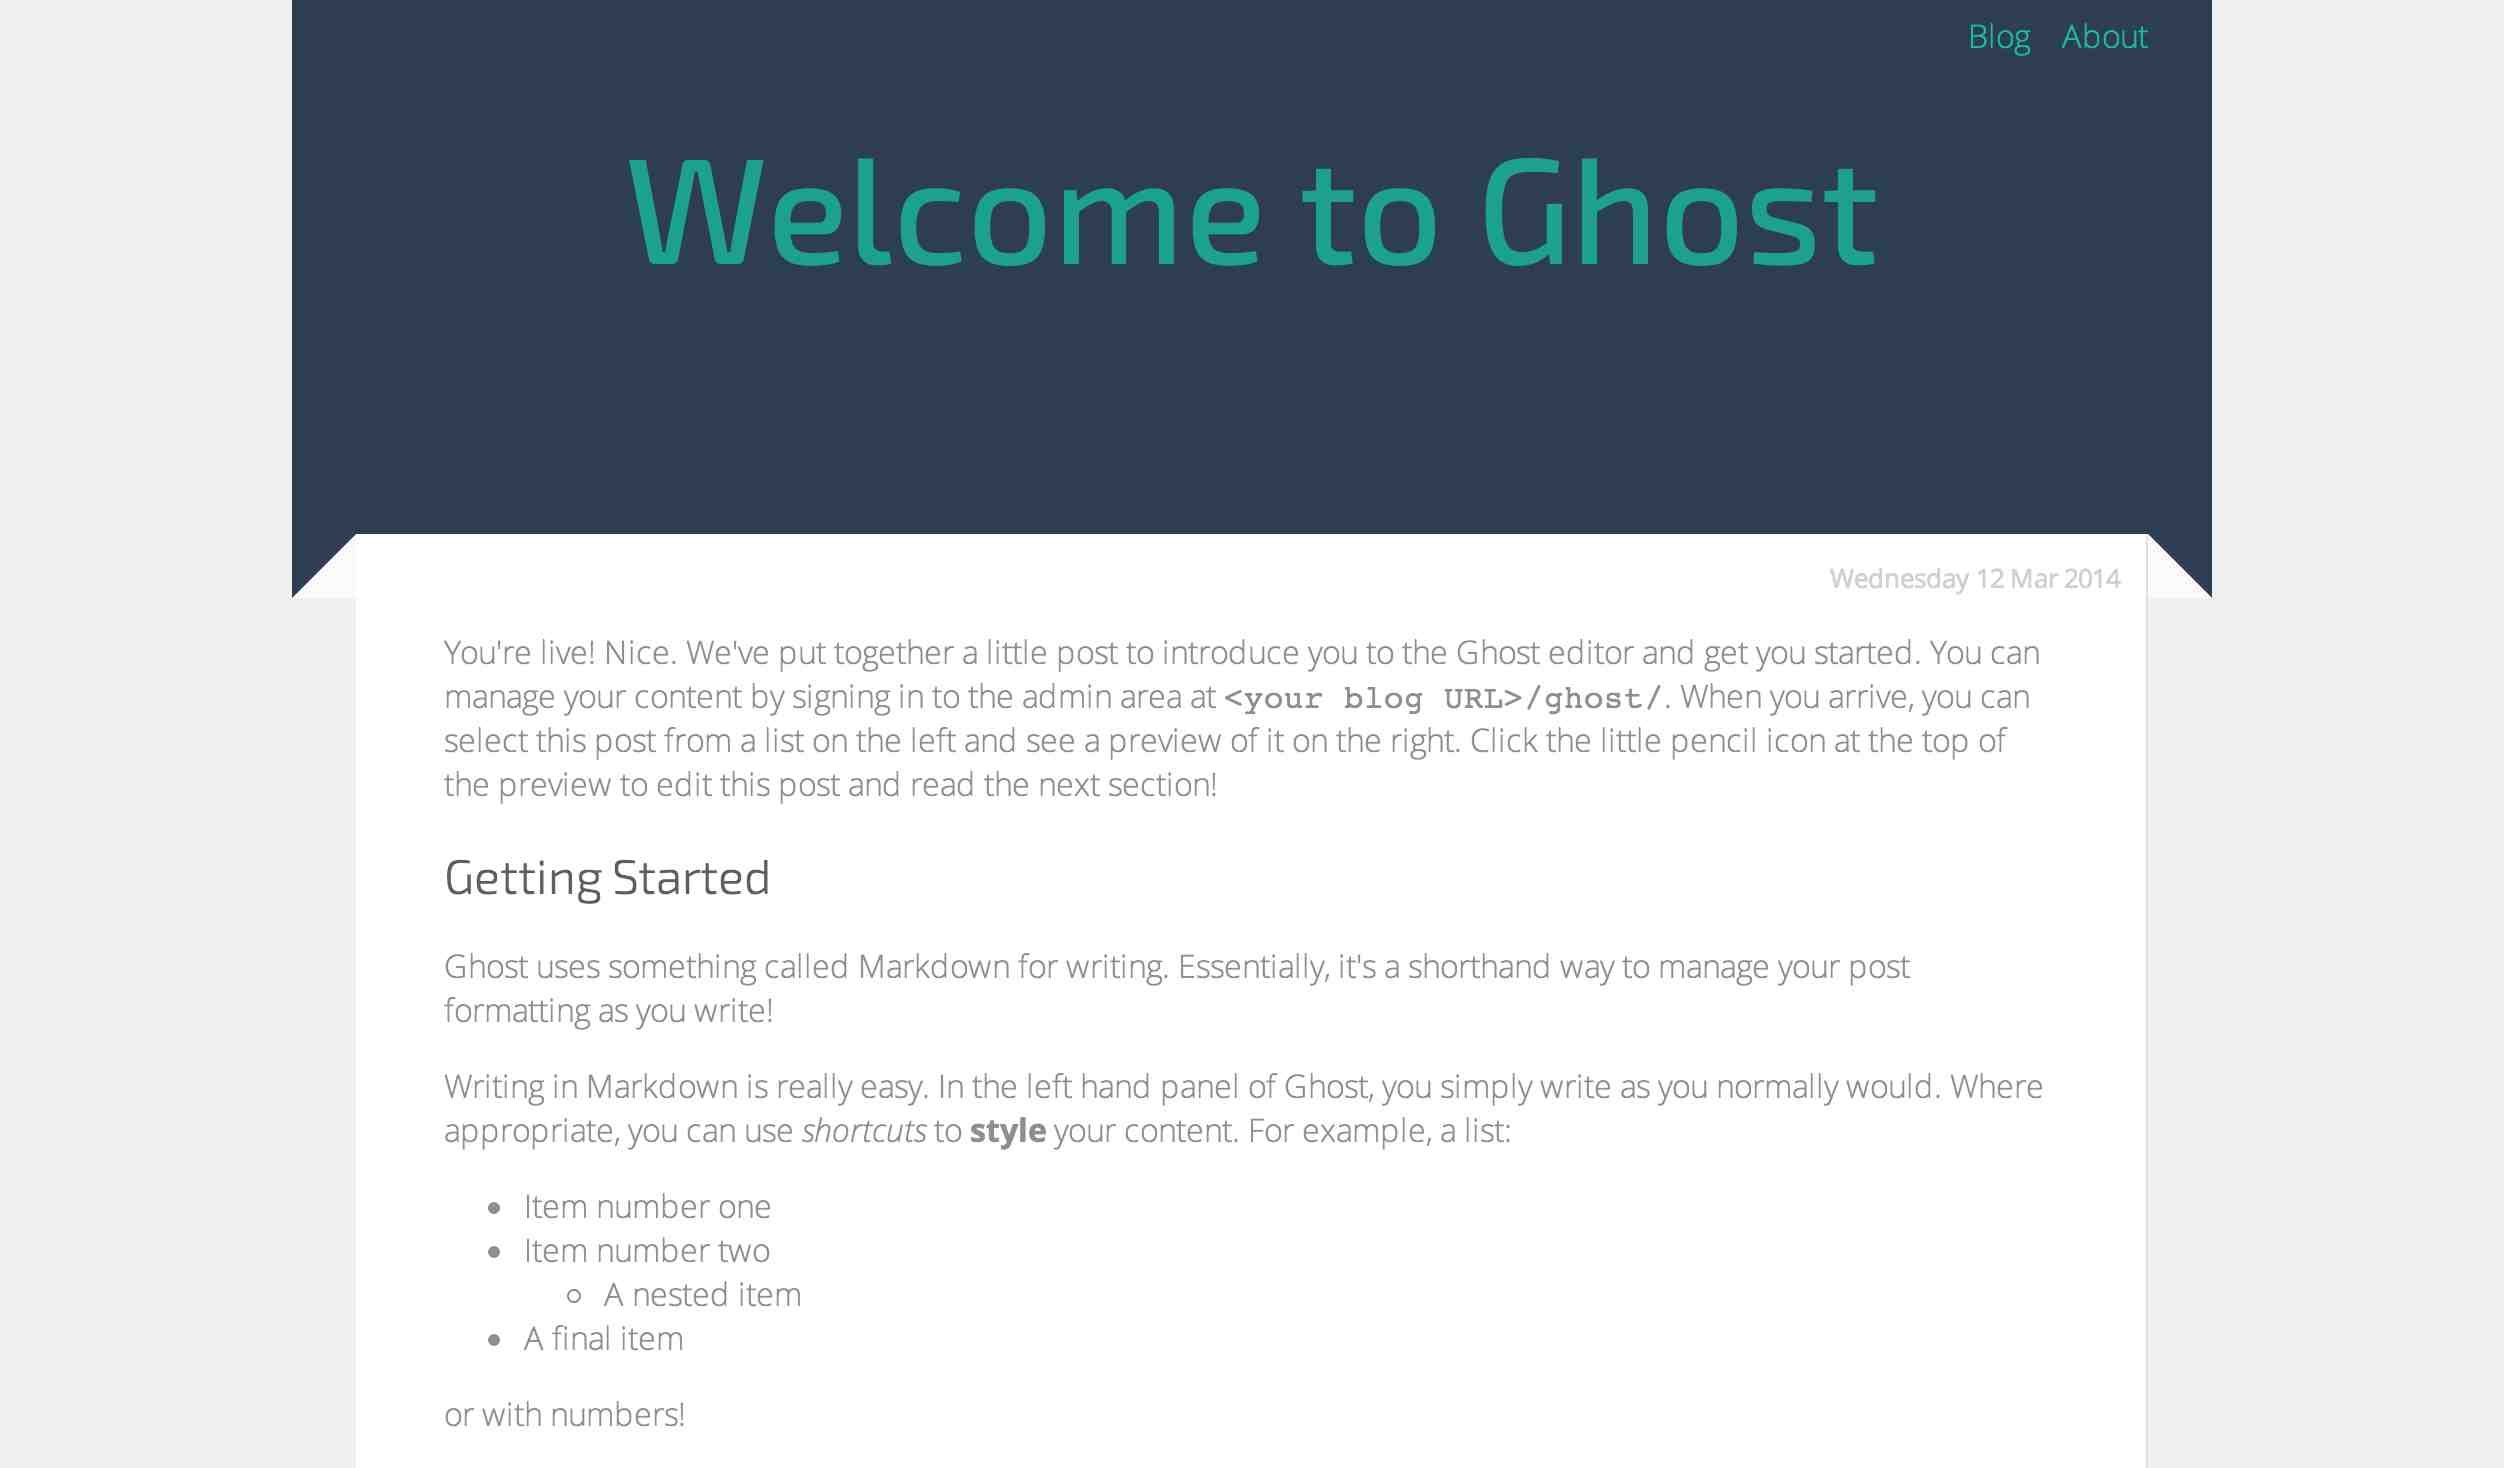 Blog About
Welcome to Ghost
Wednesday 12 Mar 2014
You're live! Nice. We've put together a little post to introduce you to the Ghost editor and get you started. You can
manage your content by signing in to the admin area at <your blog URL>/ghost/. When you arrive, you can
select this post from a list on the left and see a preview of it on the right. Click the little pencil icon at the top of
the preview to edit this post and read the next section!
Getting Started
Ghost uses something called Markdown for writing. Essentially, it's a shorthand way to manage your post
formatting as you write!
Writing in Markdown is really easy. In the left hand panel of Ghost, you simply write as you normally would. Where
appropriate, you can use shortcuts to style your content. For example, a list:
Item number one
Item number two
A nested item
A final item
or with numbers!